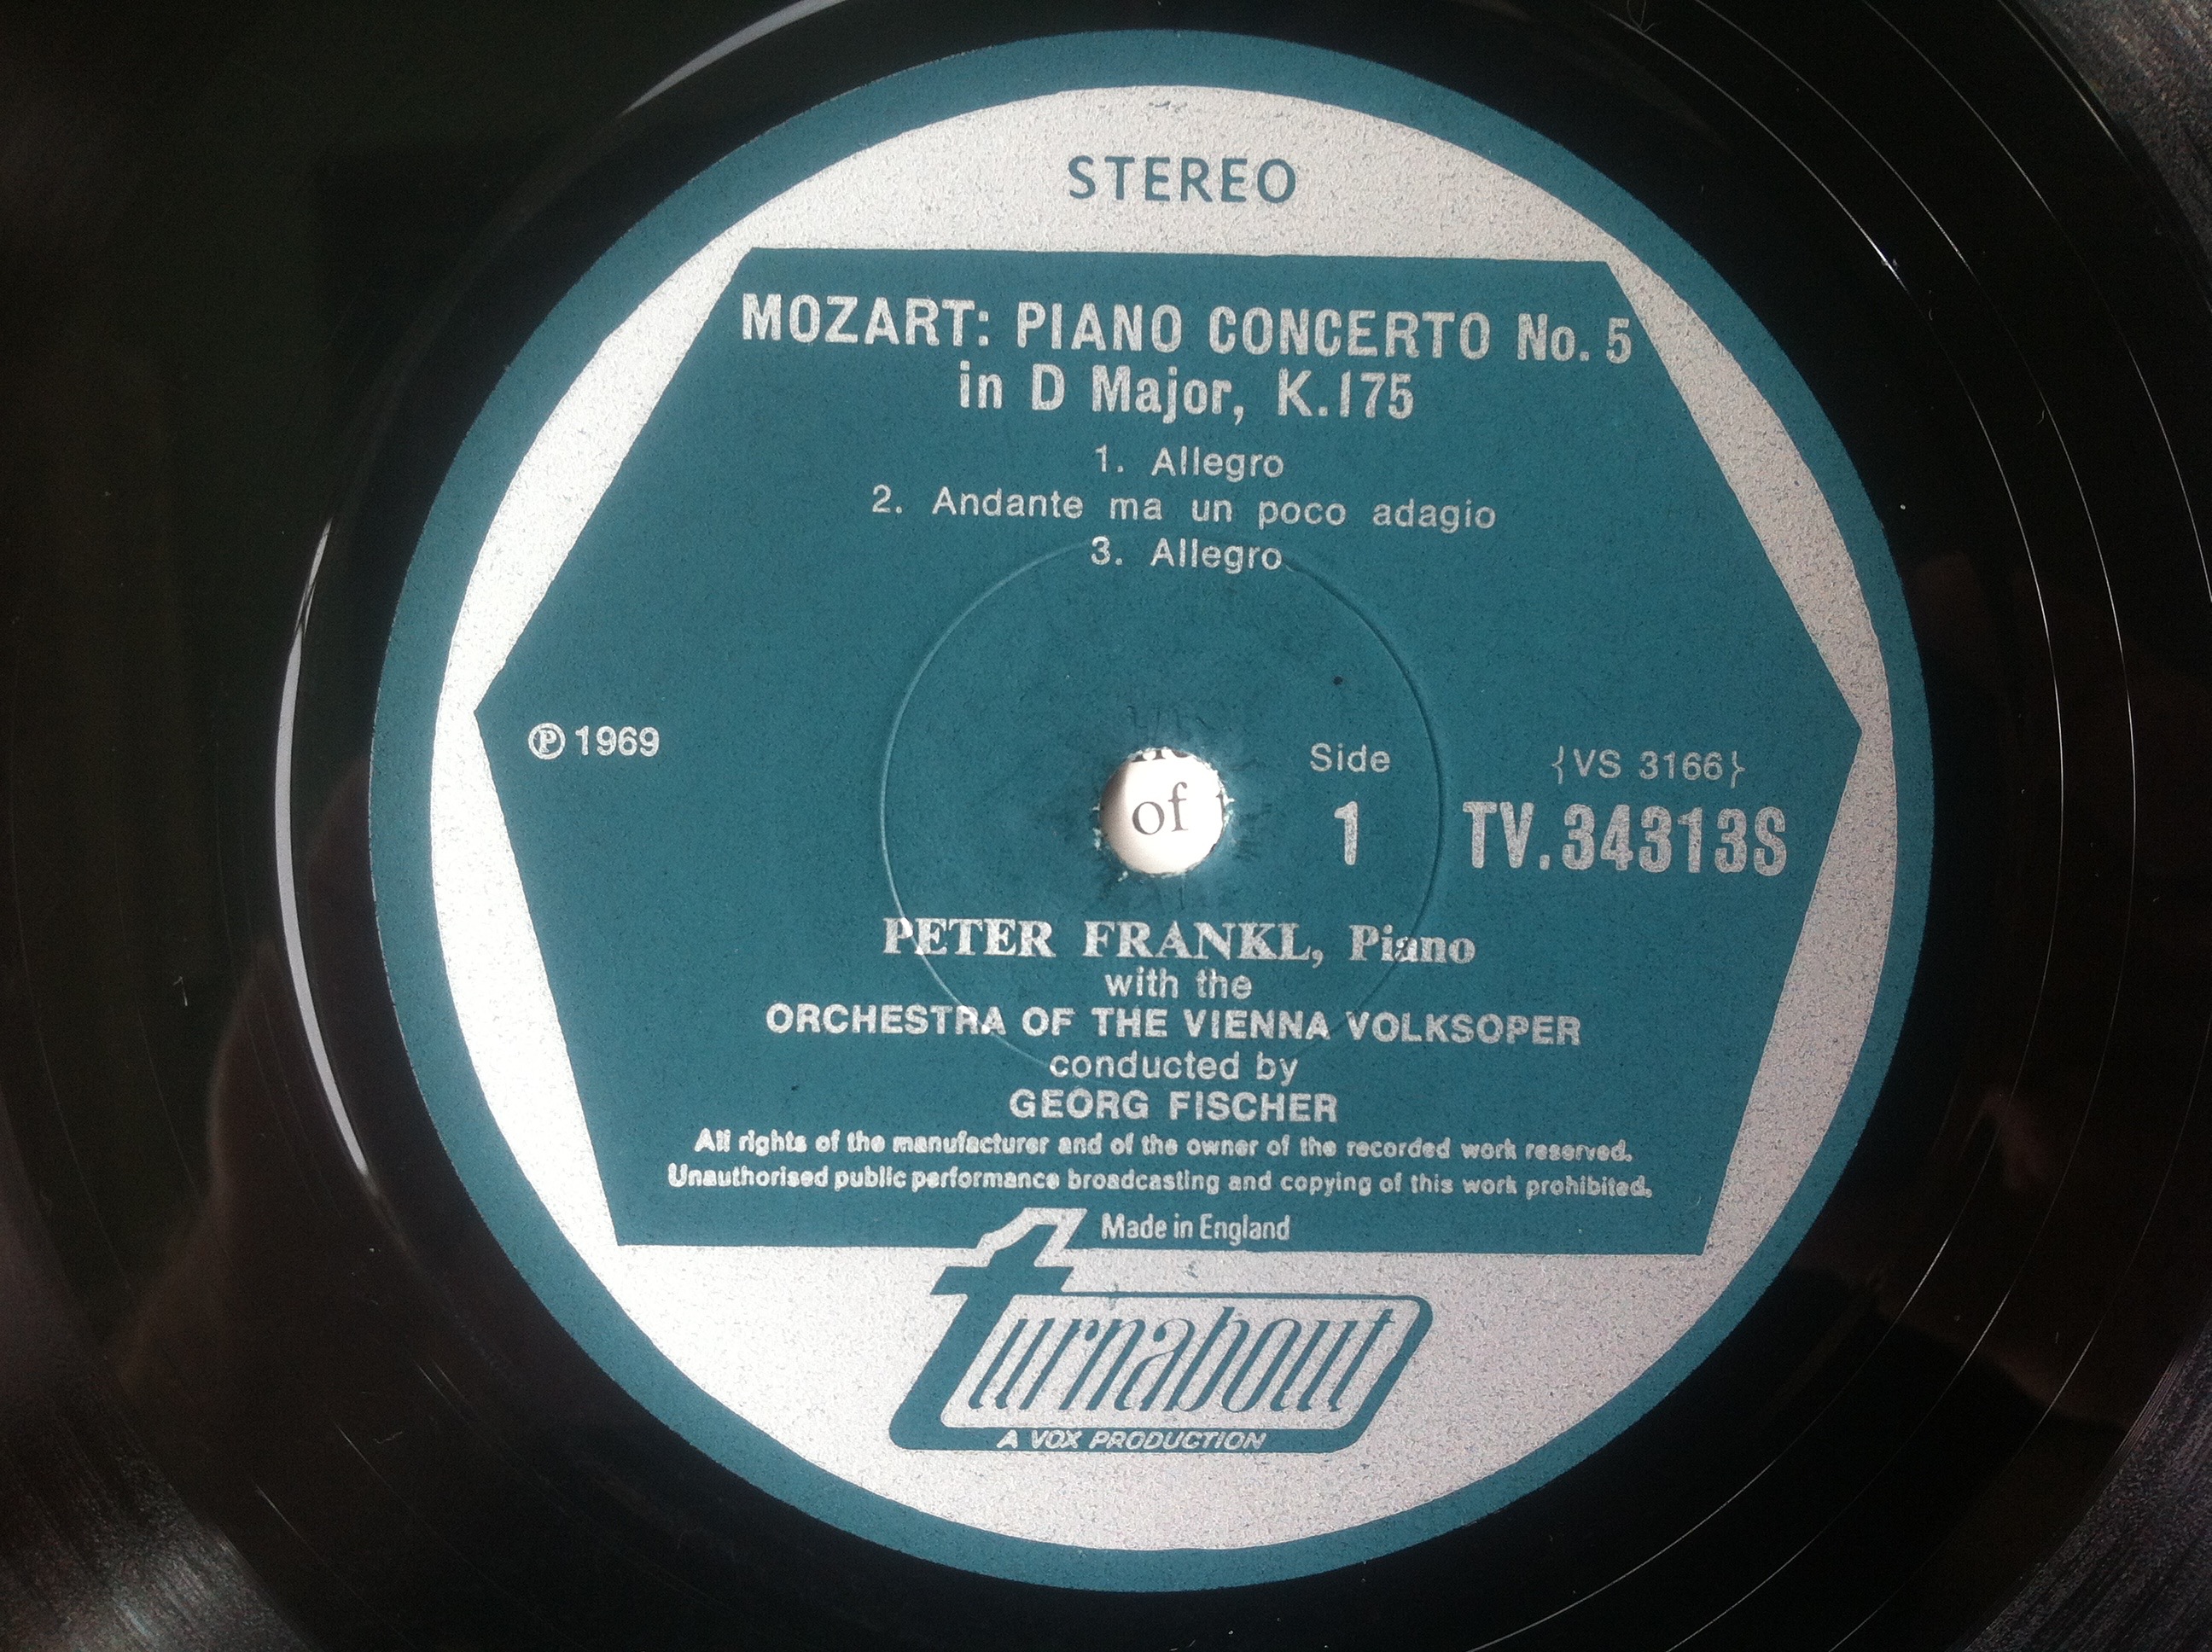 STEREO
MOZART: PIANO CONCERTO No. 5
in D Major, K.175
1. Allegro
2. Andante ma un poco adagio
3. Allegro
Ⓟ 1969
Side
1
{VS 3166}
TV.34313S
of
PETER FRANKL, Piano
with the
ORCHESTRA OF THE VIENNA VOLKSOPER
conducted by
GEORG FISCHER
All rights of the manufacturer and of the owner of the recorded work reserved.
Unauthorised public performance broadcasting and copying of this work prohibited.
Made in England
turnabout
A VOX PRODUCTION